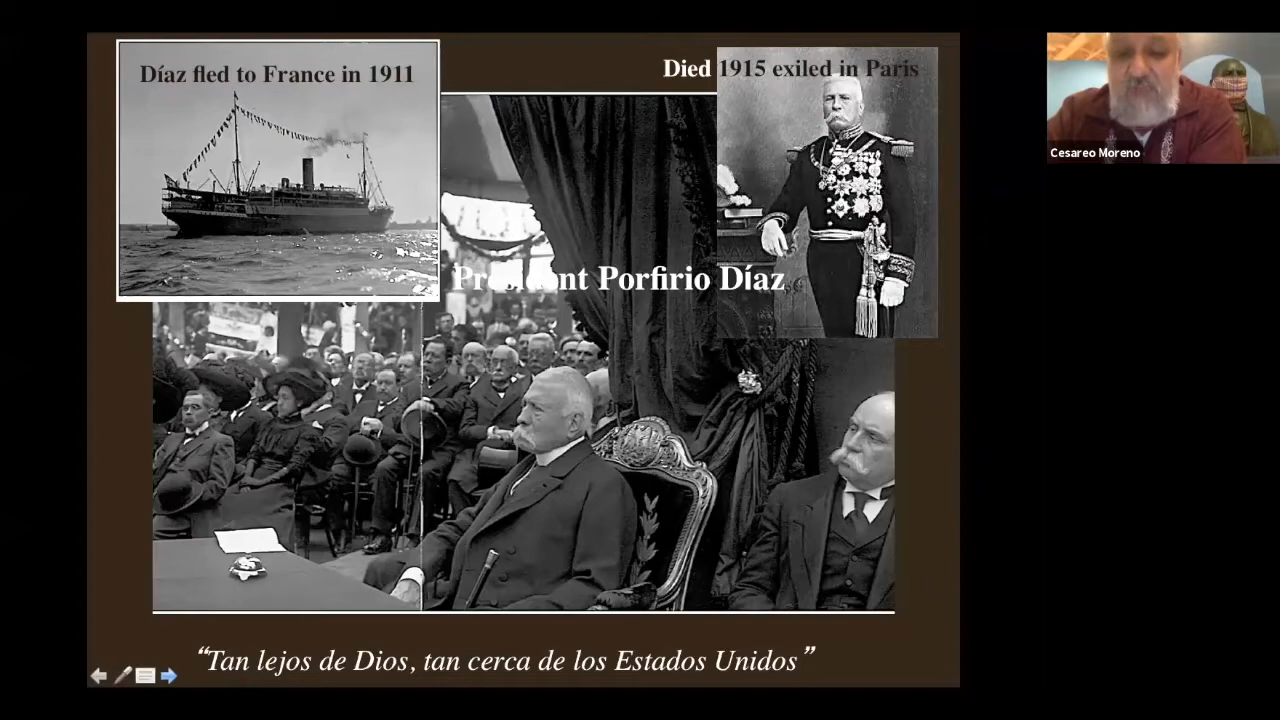 Díaz fled to France in 1911
Died 1915 exiled in Paris
President Porfirio Díaz
“Tan lejos de Dios, tan cerca de los Estados Unidos”
Cesareo Moreno